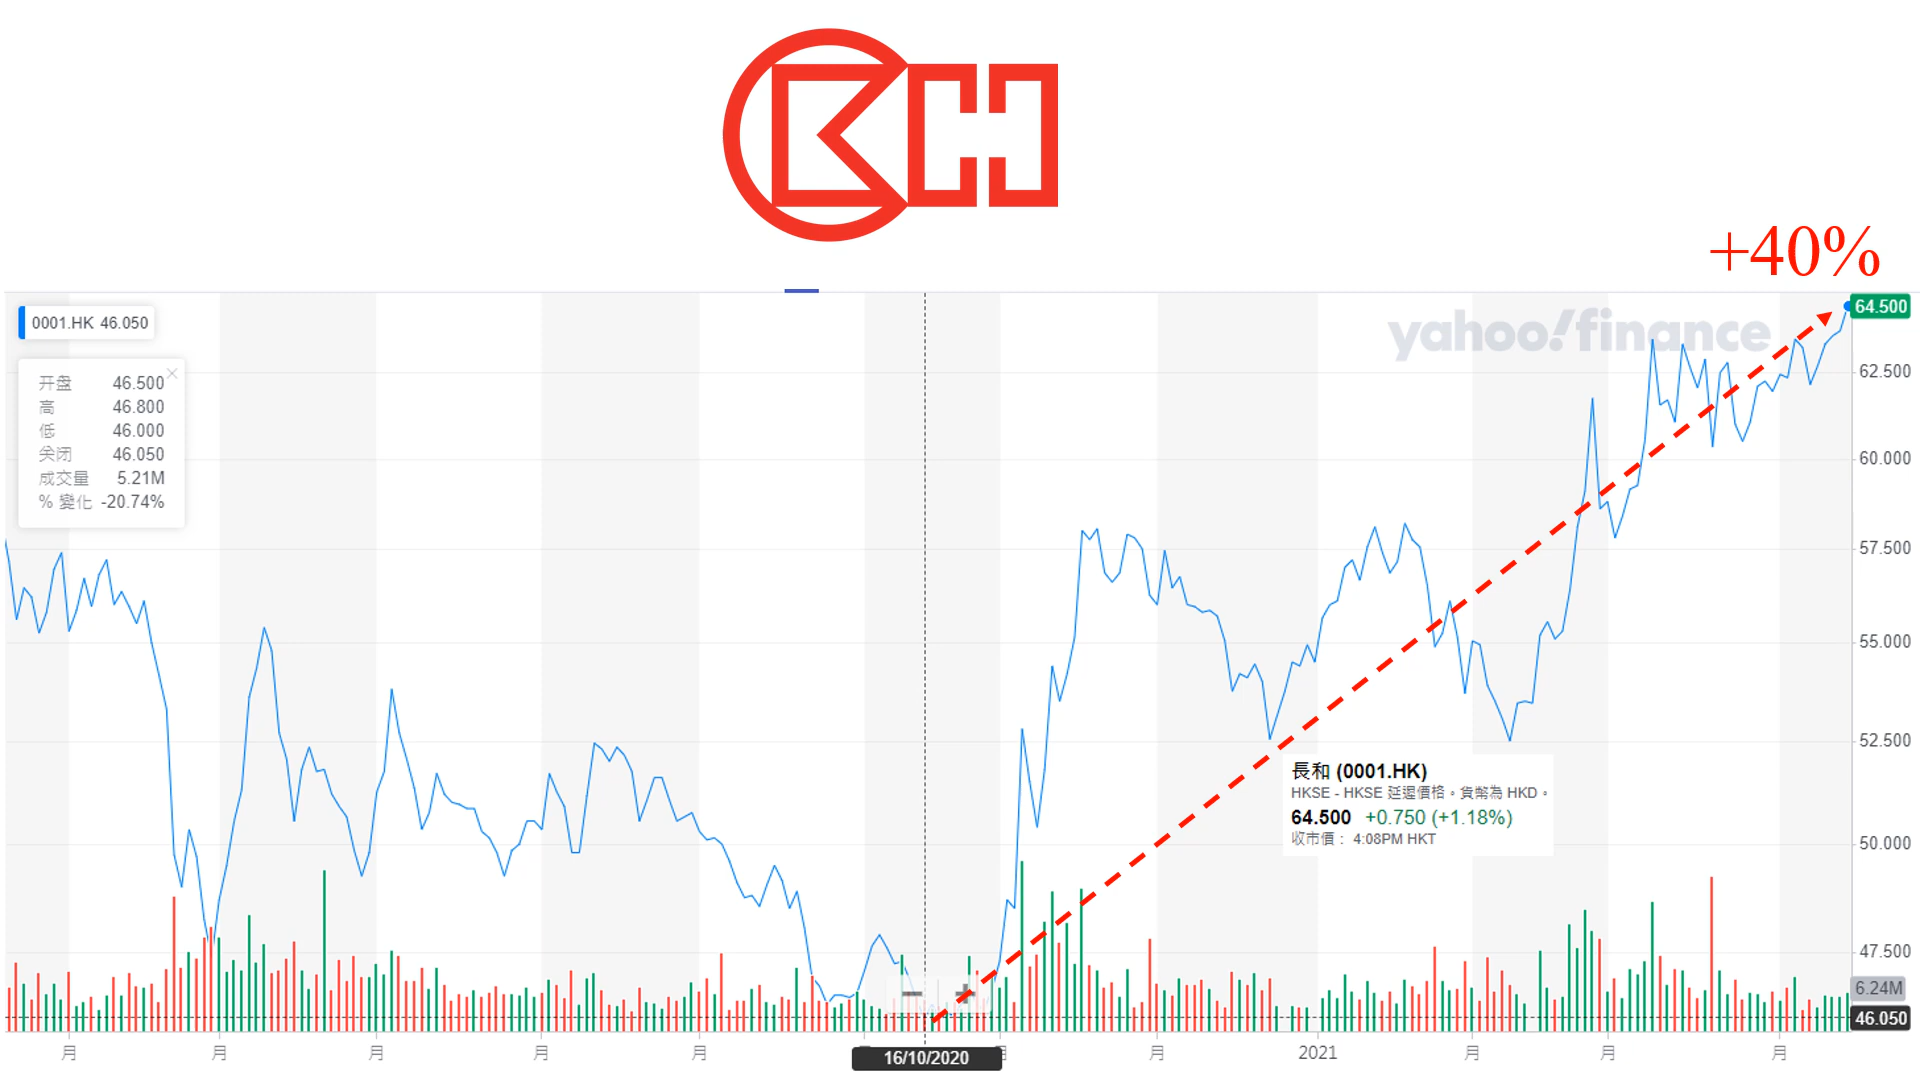 CKH
+40%
0001.HK 46.050
yahoo!finance
64.500
开盘 46.500
高 46.800
低 46.000
关闭 46.050
成交量 5.21M
% 變化 -20.74%
62.500
60.000
57.500
55.000
52.500
50.000
47.500
6.24M
46.050
長和 (0001.HK)
HKSE - HKSE 延遲價格。貨幣為 HKD。
64.500 +0.750 (+1.18%)
收市價： 4:08PM HKT
月 月 月 月 月 16/10/2020 月 月 2021 月 月 月